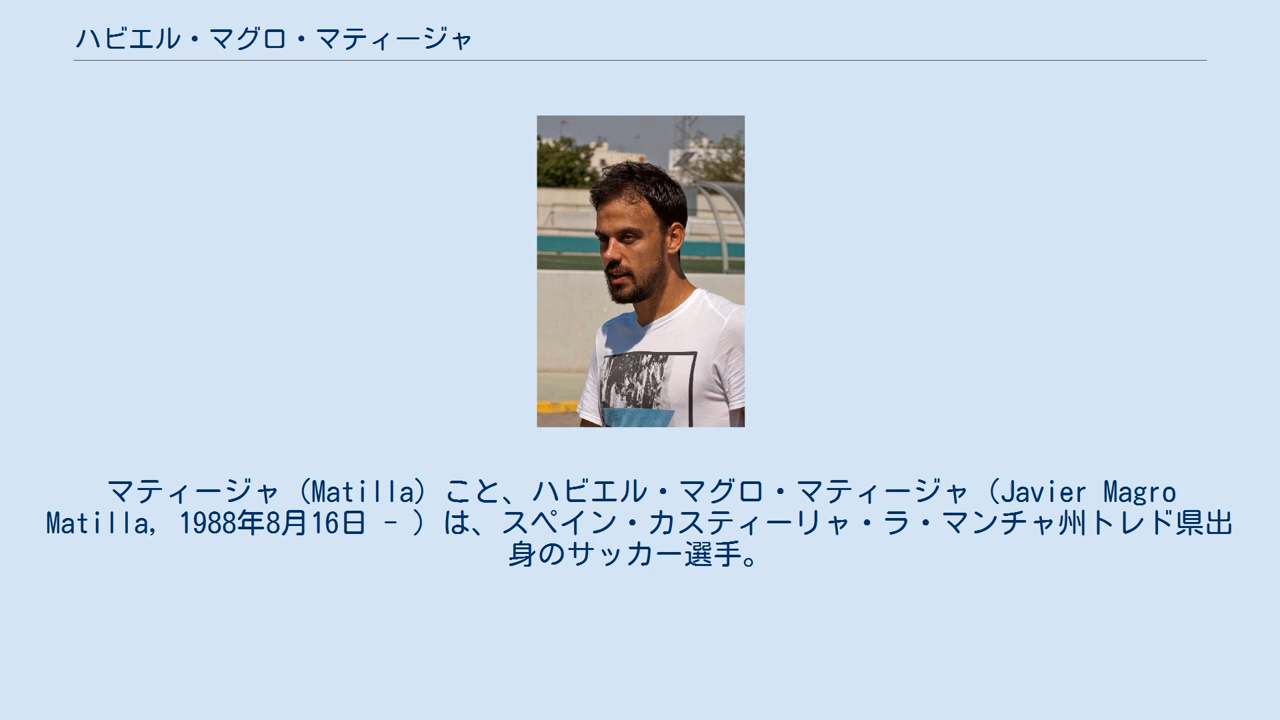 ハビエル・マグロ・マティージャ
マティージャ（Matilla）こと、ハビエル・マグロ・マティージャ（Javier Magro
Matilla, 1988年8月16日 - ）は、スペイン・カスティーリャ・ラ・マンチャ州トレド県出
身のサッカー選手。